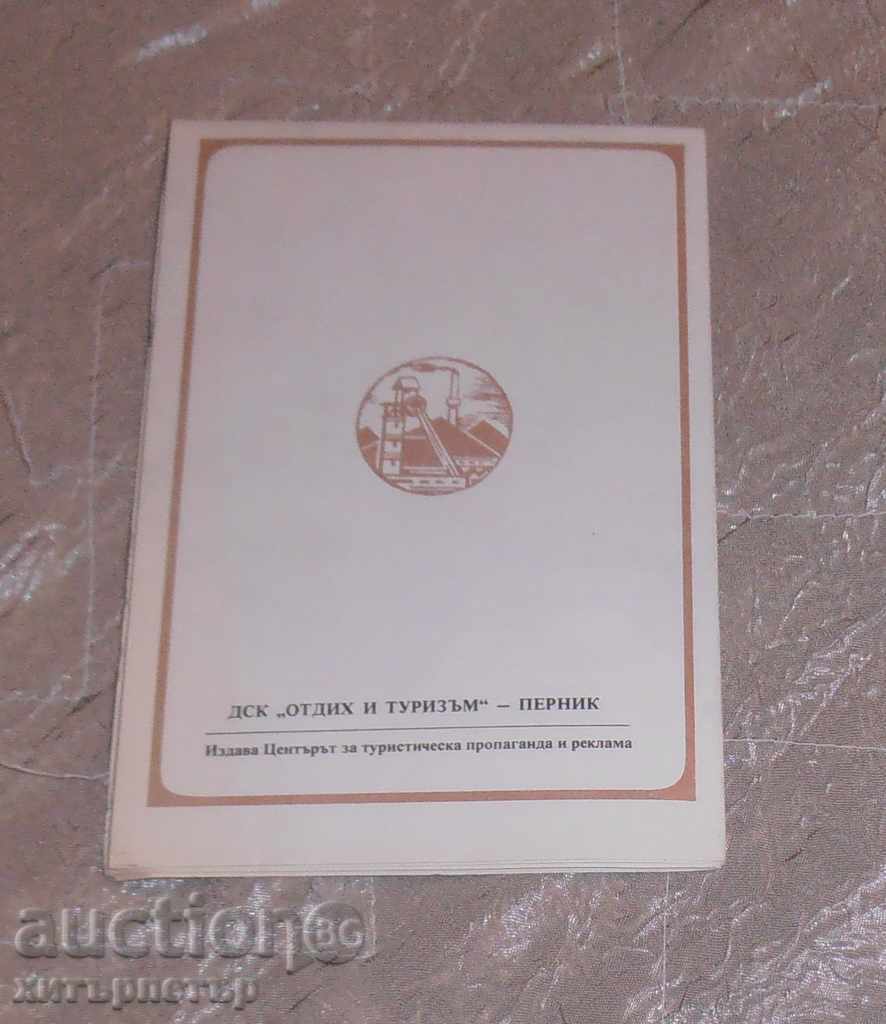 ДСК „ОТДИХ И ТУРИЗЪМ“ – ПЕРНИК
Издава Центърът за туристическа пропаганда и реклама
auction BG
хитърпетър